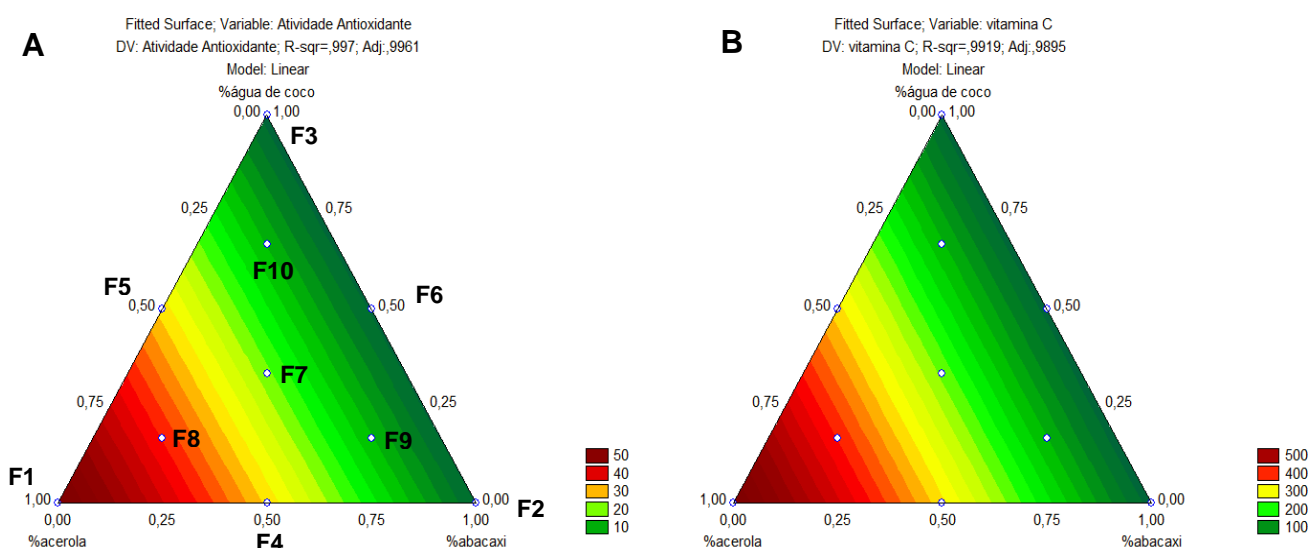 A
Fitted Surface; Variable: Atividade Antioxidante
DV: Atividade Antioxidante; R-sqr=,997; Adj:,9961
Model: Linear
%água de coco
0,00 1,00
F3
0,25 0,75
F10
F5 F6
0,50 0,50
F7
0,75 0,25
F8 F9
F1
1,00 0,00
F2
0,00 0,25 0,50 0,75 1,00
F4
%acerola %abacaxi
50
40
30
20
10
B
Fitted Surface; Variable: vitamina C
DV: vitamina C; R-sqr=,9919; Adj:,9895
Model: Linear
%água de coco
0,00 1,00
0,25 0,75
0,50 0,50
0,75 0,25
1,00 0,00
0,00 0,25 0,50 0,75 1,00
%acerola %abacaxi
500
400
300
200
100